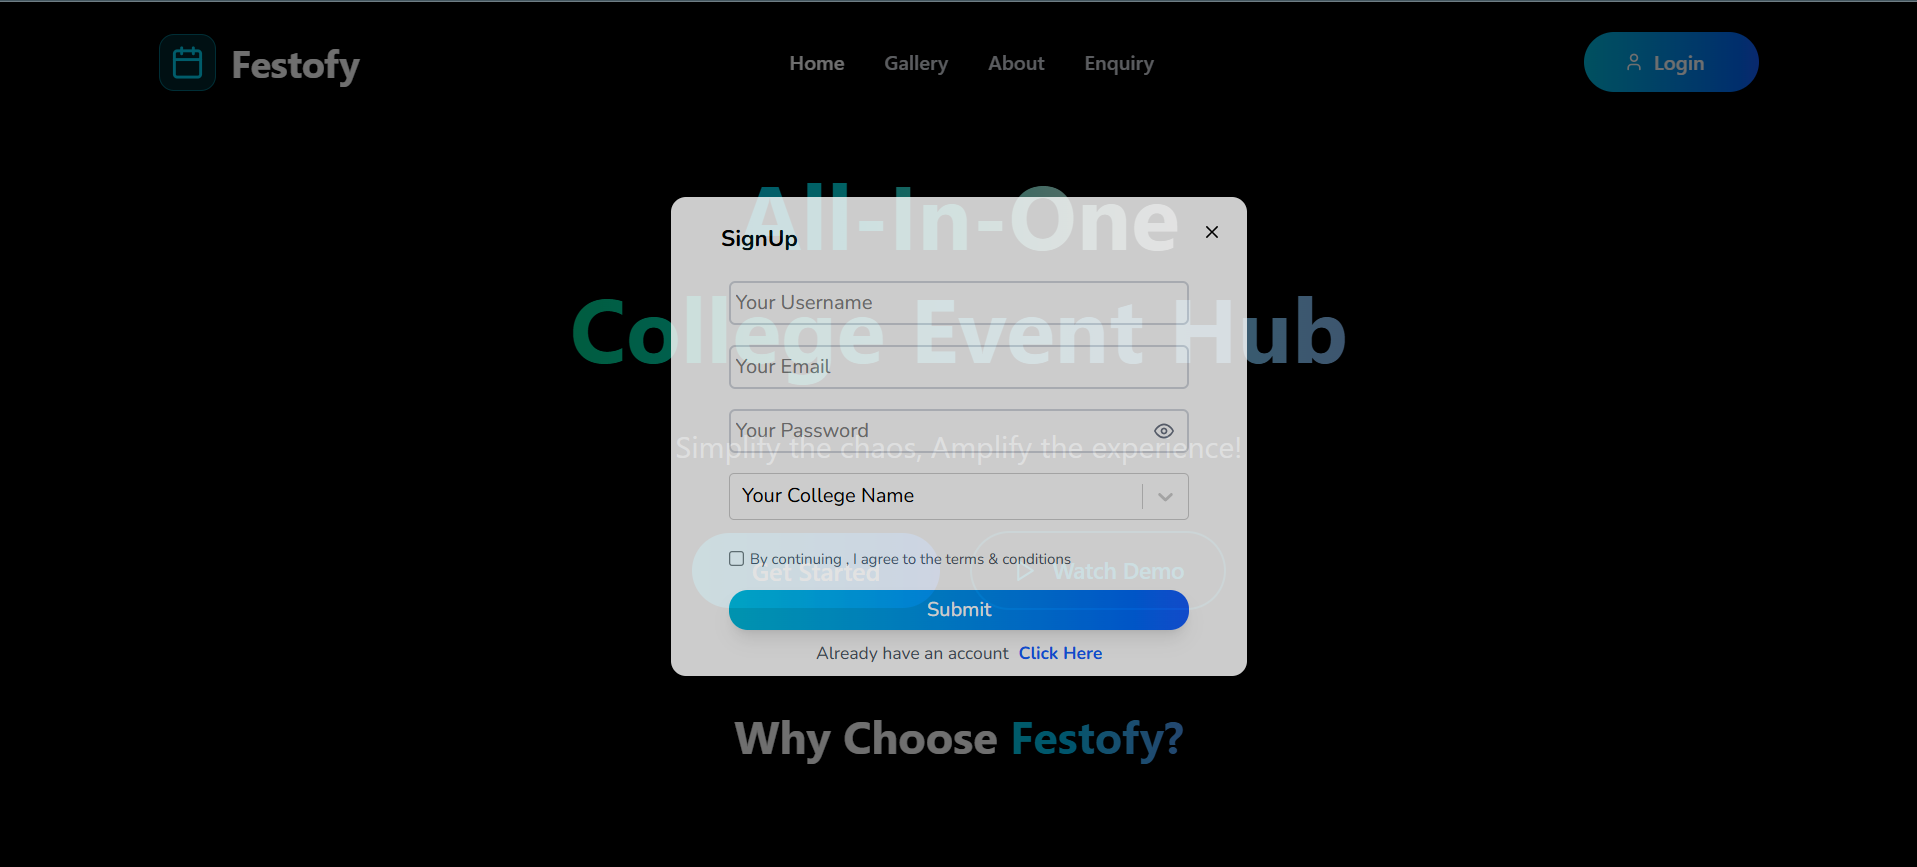 Festofy
Home Gallery About Enquiry
Login
All-In-One
College Event Hub
Simplify the chaos, Amplify the experience!
Get Started
Watch Demo
SignUp
Your Username
Your Email
Your Password
Your College Name
By continuing , I agree to the terms & conditions
Submit
Already have an account Click Here
Why Choose Festofy?